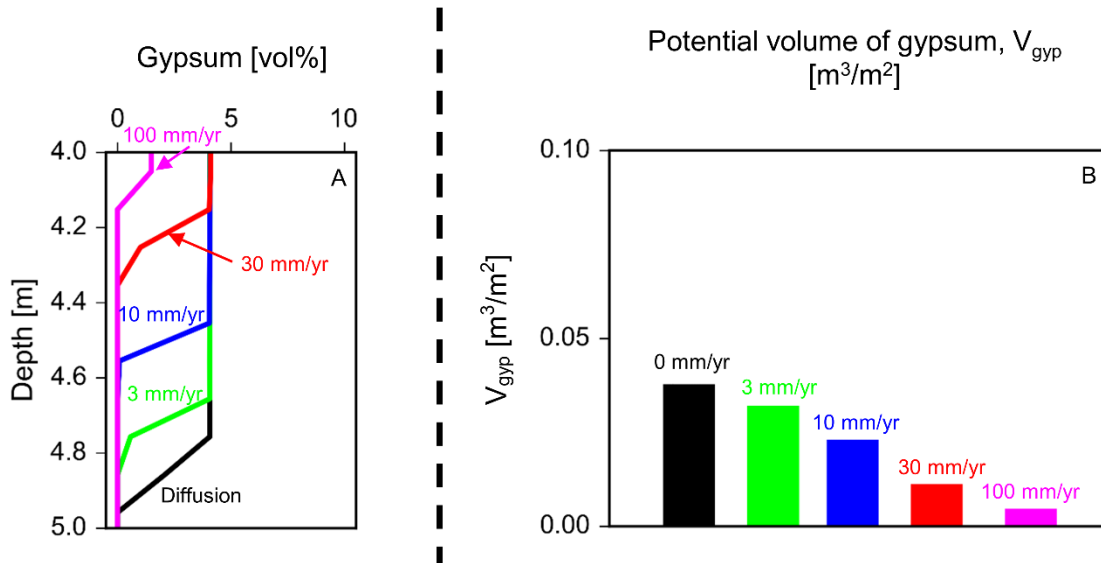 Gypsum [vol%]
0 5 10
100 mm/yr
4.0
A
4.2
30 mm/yr
4.4
10 mm/yr
4.6
3 mm/yr
4.8
Diffusion
5.0
Depth [m]
Potential volume of gypsum, Vgyp
[m³/m²]
0.10
B
0.05
0 mm/yr
3 mm/yr
10 mm/yr
30 mm/yr
100 mm/yr
0.00
Vgyp [m³/m²]